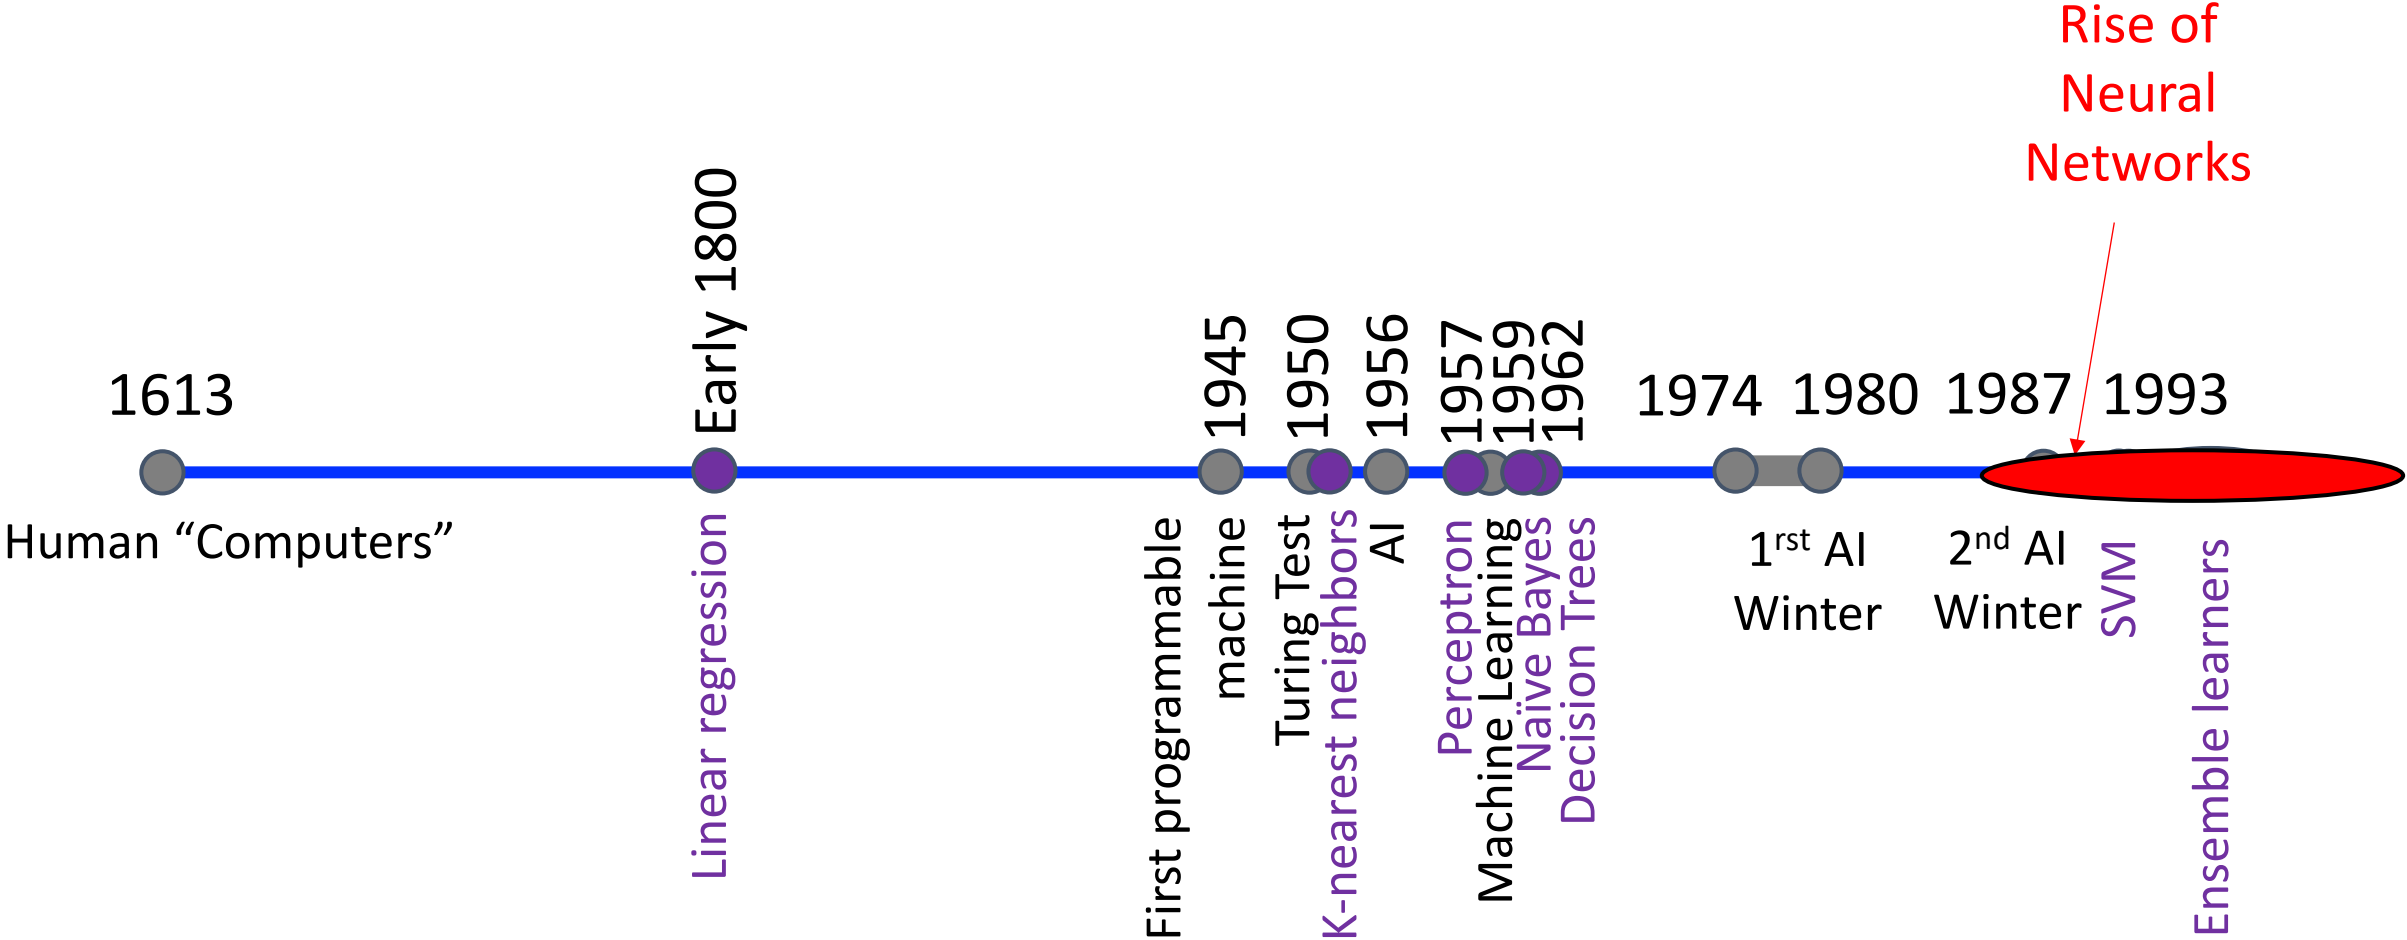 Rise of
Neural
Networks
1613
Early 1800
1945
1950
1956
1957
1959
1962
1974
1980
1987
1993
Human “Computers”
Linear regression
First programmable
machine
Turing Test
K-nearest neighbors
AI
Perceptron
Machine Learning
Naïve Bayes
Decision Trees
1rst AI
Winter
2nd AI
Winter
SVM
Ensemble learners